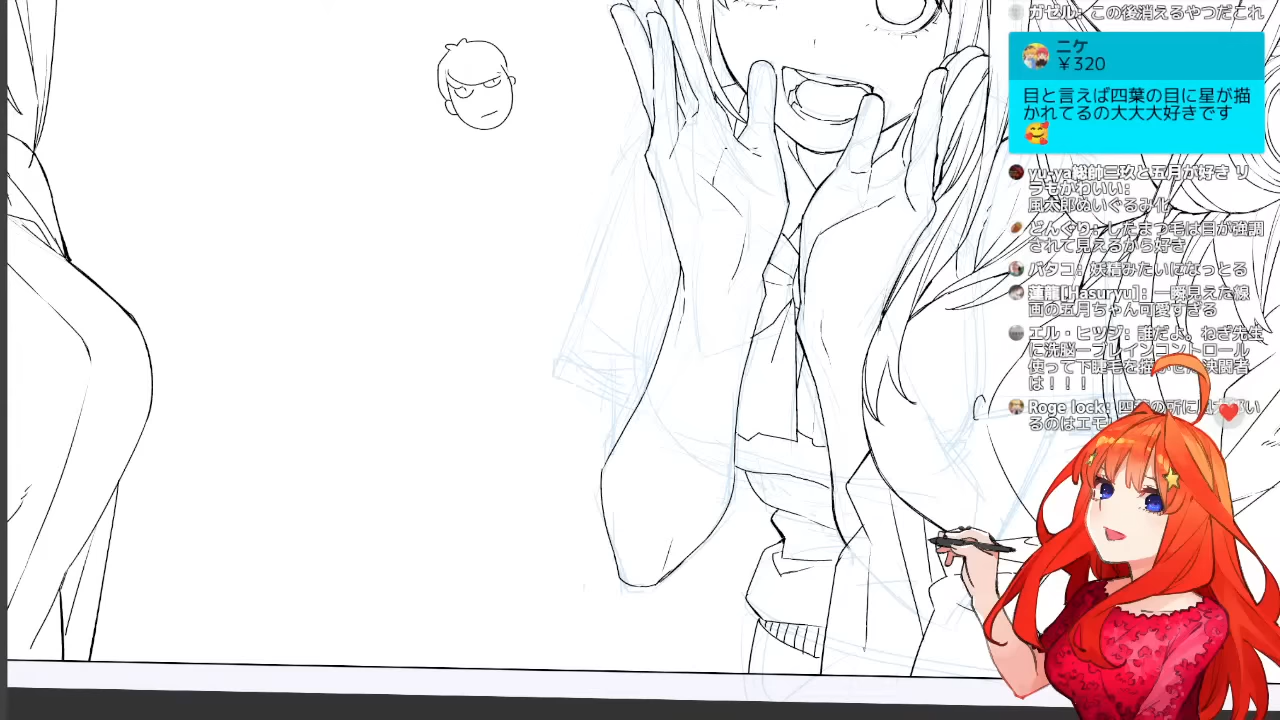 ガゼル: この後消えるやつだこれ
ニケ
￥320
目と言えば四葉の目に星が描
かれてるの大大大好きです
yu-ya総帥三玖と五月が好き リ
ラもかわいい:
風太郎ぬいぐるみ化
どんぐり: したまつ毛は目が強調
されて見えるから好き
パタコ: 妖精みたいになっとる
蓮龍[Hasuryu]: 一瞬見えた線
画の五月ちゃん可愛すぎる
エル・ヒツジ: 誰だよ。ねぎ先生
に洗脳ーブレインコントロール
使って下睫毛を描かせた決闘者
は！！！
Roge lock: 四葉の所に
るのはエモ